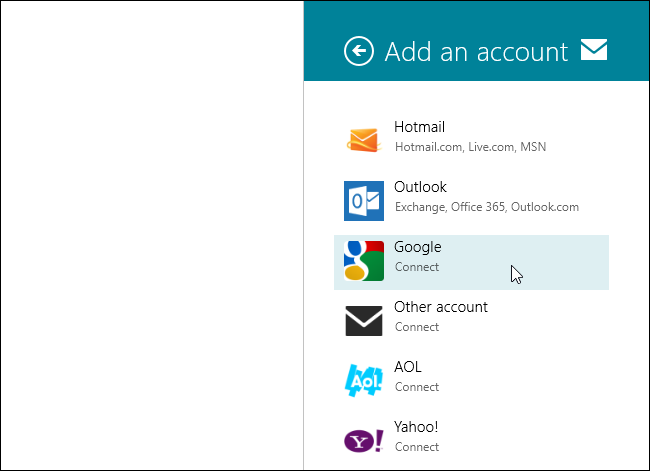 Add an account
Hotmail
Hotmail.com, Live.com, MSN
Outlook
Exchange, Office 365, Outlook.com
Google
Connect
Other account
Connect
Aol
AOL
Connect
Yahoo!
Connect